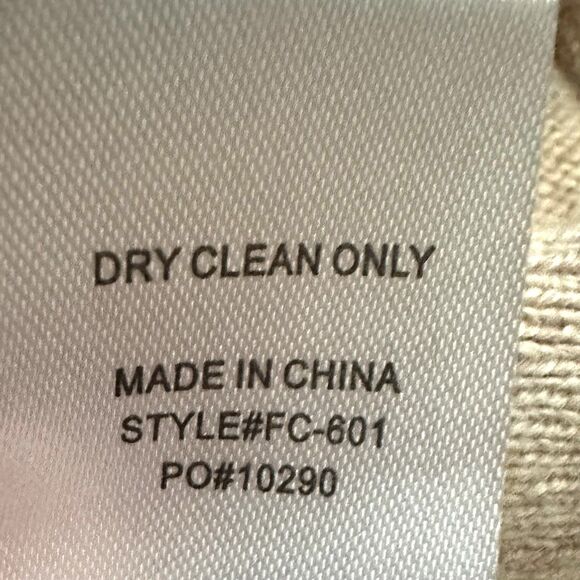 DRY CLEAN ONLY
MADE IN CHINA
STYLE#FC-601
PO#10290